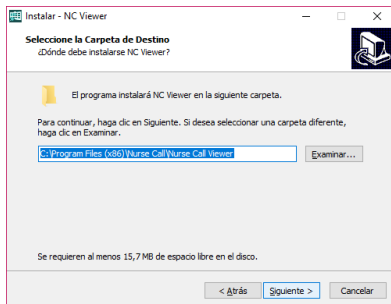 Instalar - NC Viewer
Seleccione la Carpeta de Destino
¿Dónde debe instalarse NC Viewer?
El programa instalará NC Viewer en la siguiente carpeta.
Para continuar, haga clic en Siguiente. Si desea seleccionar una carpeta diferente,
haga clic en Examinar.
C:\Program Files (x86)\Nurse Call\Nurse Call Viewer
Examinar...
Se requieren al menos 15,7 MB de espacio libre en el disco.
< Atrás
Siguiente >
Cancelar